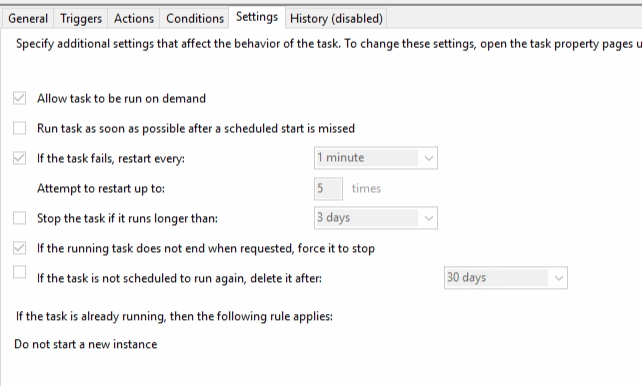 General Triggers Actions Conditions Settings History (disabled)
Specify additional settings that affect the behavior of the task. To change these settings, open the task property pages u
Allow task to be run on demand
Run task as soon as possible after a scheduled start is missed
If the task fails, restart every: 1 minute
Attempt to restart up to: 5 times
Stop the task if it runs longer than: 3 days
If the running task does not end when requested, force it to stop
If the task is not scheduled to run again, delete it after: 30 days
If the task is already running, then the following rule applies:
Do not start a new instance